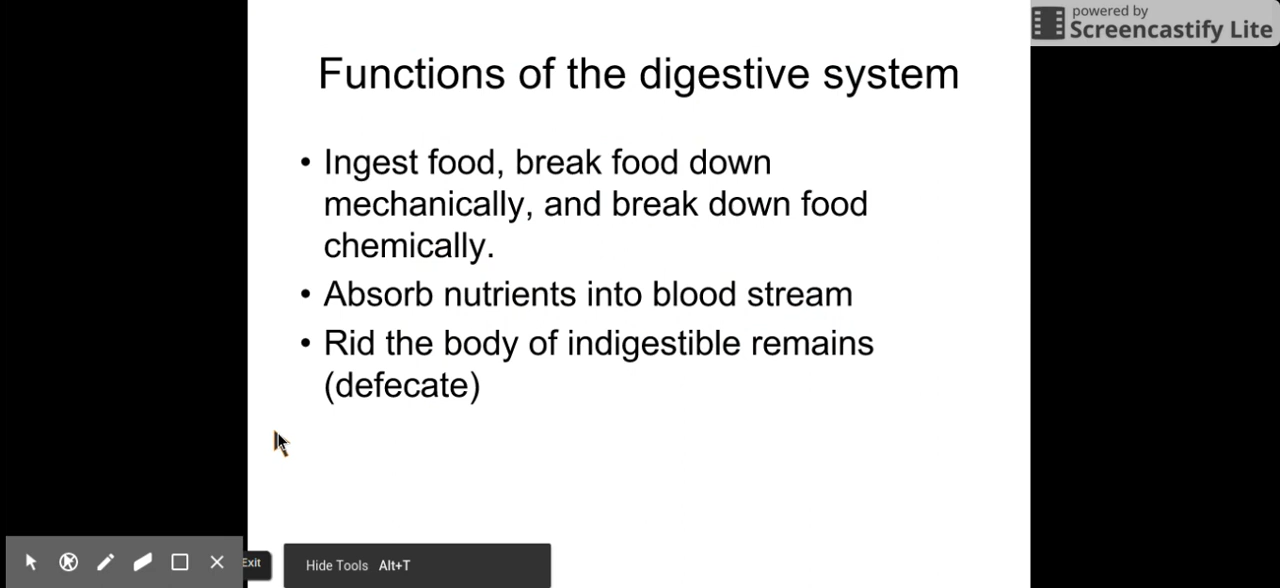 powered by
Screencastify Lite
Functions of the digestive system
• Ingest food, break food down
mechanically, and break down food
chemically.
• Absorb nutrients into blood stream
• Rid the body of indigestible remains
(defecate)
Exit
Hide Tools Alt+T